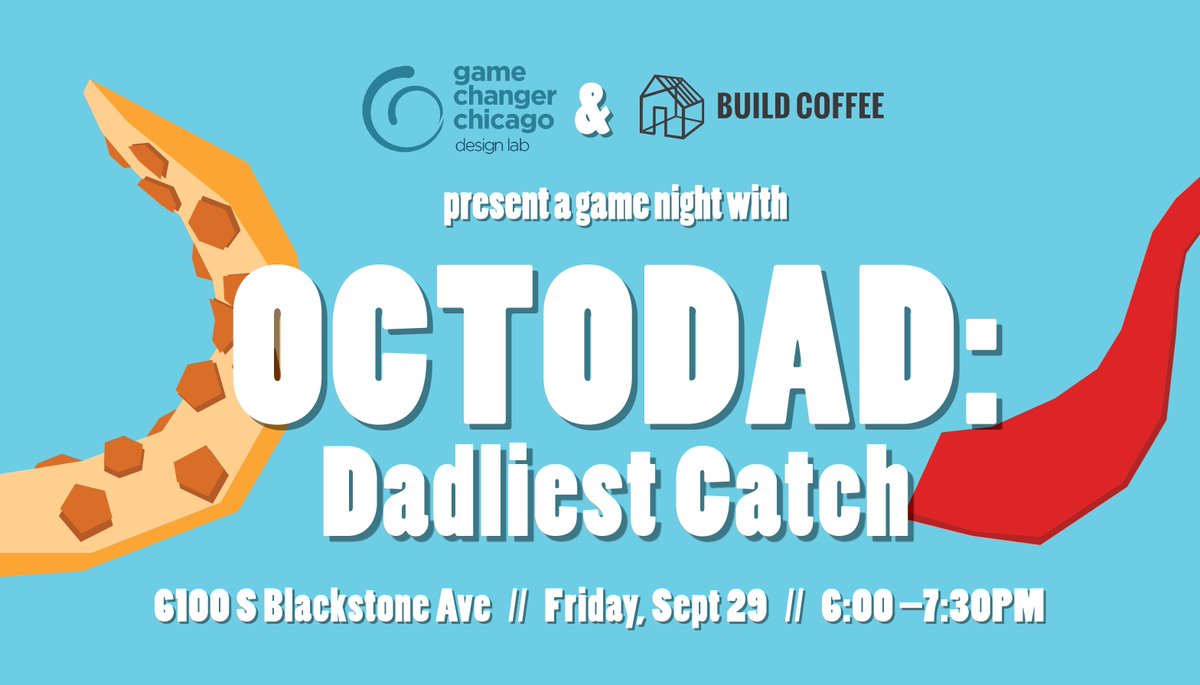 game
changer
chicago
design lab
&
BUILD COFFEE
present a game night with
OCTODAD:
Dadliest Catch
6100 S Blackstone Ave // Friday, Sept 29 // 6:00 –7:30PM